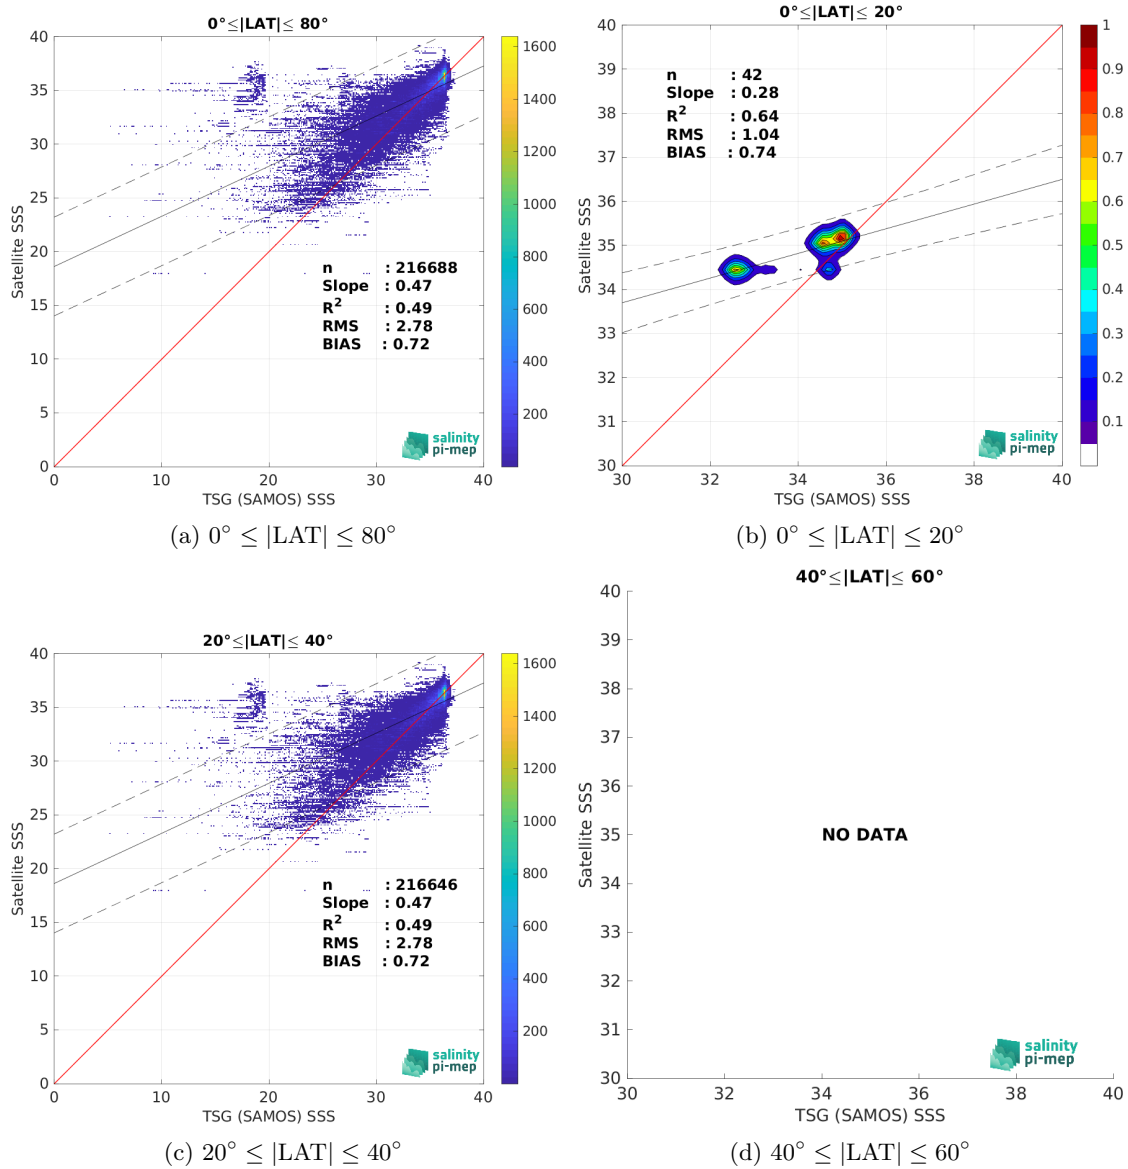 0°≤|LAT|≤ 80°
40
35
30
25
20
15
10
5
0
Satellite SSS
n : 216688
Slope : 0.47
R² : 0.49
RMS : 2.78
BIAS : 0.72
salinity
pi-mep
0 10 20 30 40
TSG (SAMOS) SSS
1600
1400
1200
1000
800
600
400
200
(a) 0° ≤ |LAT| ≤ 80°
0°≤|LAT|≤ 20°
40
39
38
37
36
35
34
33
32
31
30
Satellite SSS
n : 42
Slope : 0.28
R² : 0.64
RMS : 1.04
BIAS : 0.74
salinity
pi-mep
30 32 34 36 38 40
TSG (SAMOS) SSS
1
0.9
0.8
0.7
0.6
0.5
0.4
0.3
0.2
0.1
(b) 0° ≤ |LAT| ≤ 20°
20°≤|LAT|≤ 40°
40
35
30
25
20
15
10
5
0
Satellite SSS
n : 216646
Slope : 0.47
R² : 0.49
RMS : 2.78
BIAS : 0.72
salinity
pi-mep
0 10 20 30 40
TSG (SAMOS) SSS
1600
1400
1200
1000
800
600
400
200
(c) 20° ≤ |LAT| ≤ 40°
40°≤|LAT|≤ 60°
40
39
38
37
36
35
34
33
32
31
30
Satellite SSS
NO DATA
salinity
pi-mep
30 32 34 36 38 40
TSG (SAMOS) SSS
(d) 40° ≤ |LAT| ≤ 60°